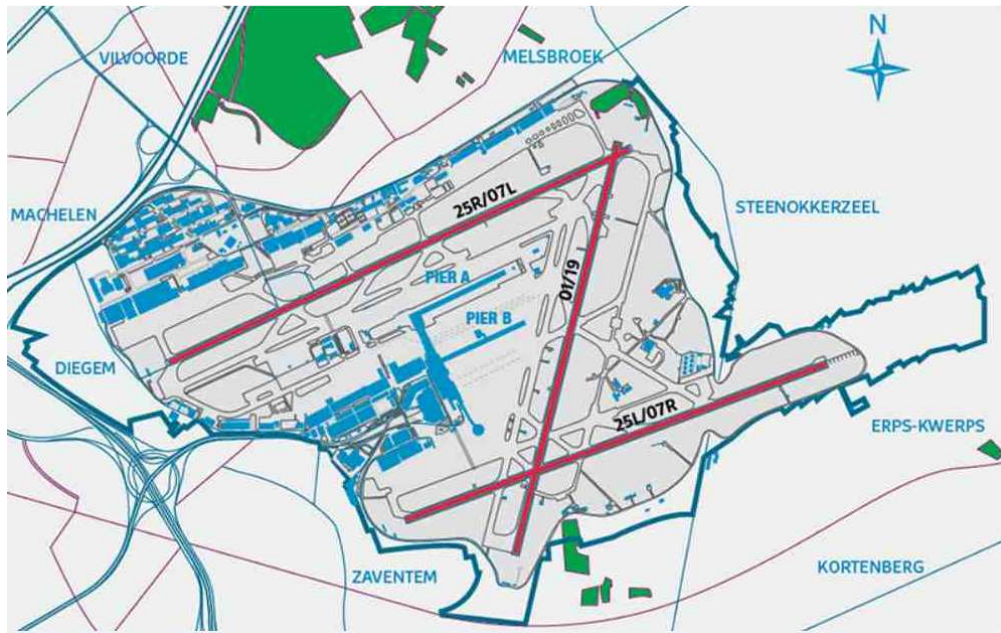 VILVOORDE
MELSBROEK
N
MACHELEN
25R/07L
STEENOKKERZEEL
PIER A
01/19
PIER B
DIEGEM
25L/07R
ERPS-KWERPS
ZAVENTEM
KORTENBERG